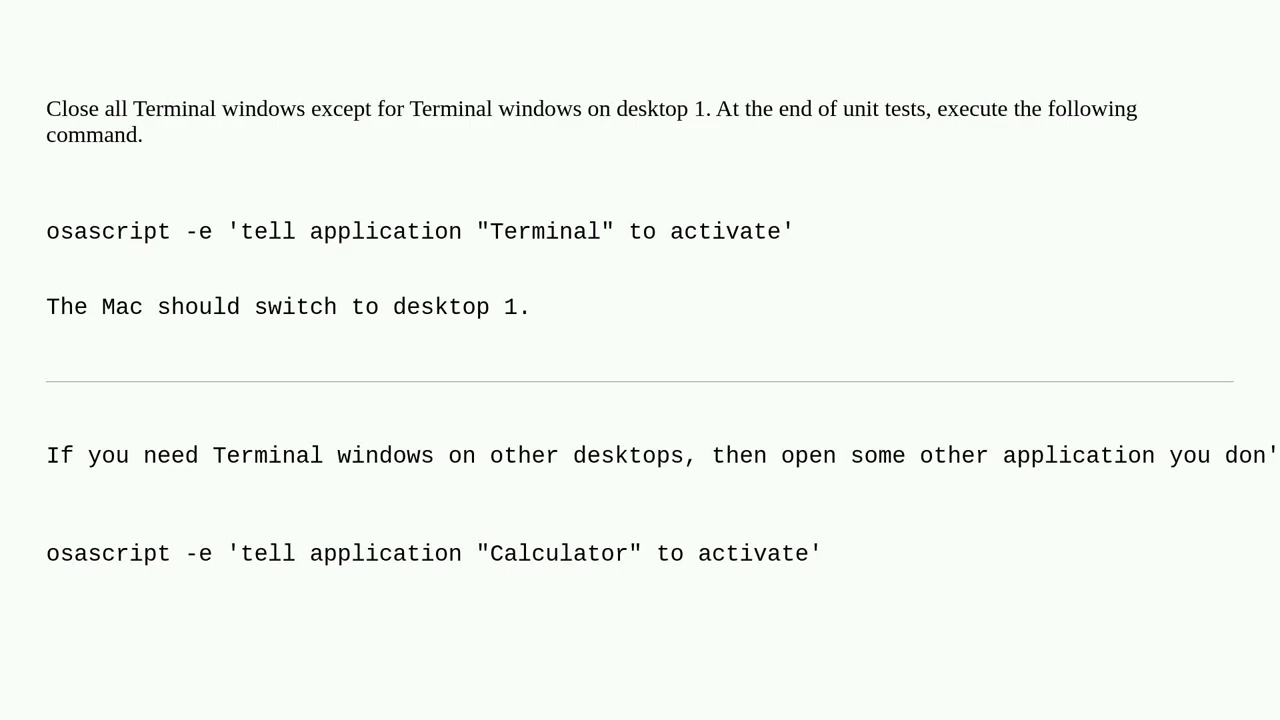 Close all Terminal windows except for Terminal windows on desktop 1. At the end of unit tests, execute the following
command.
osascript -e 'tell application "Terminal" to activate'
The Mac should switch to desktop 1.
If you need Terminal windows on other desktops, then open some other application you don'
osascript -e 'tell application "Calculator" to activate'